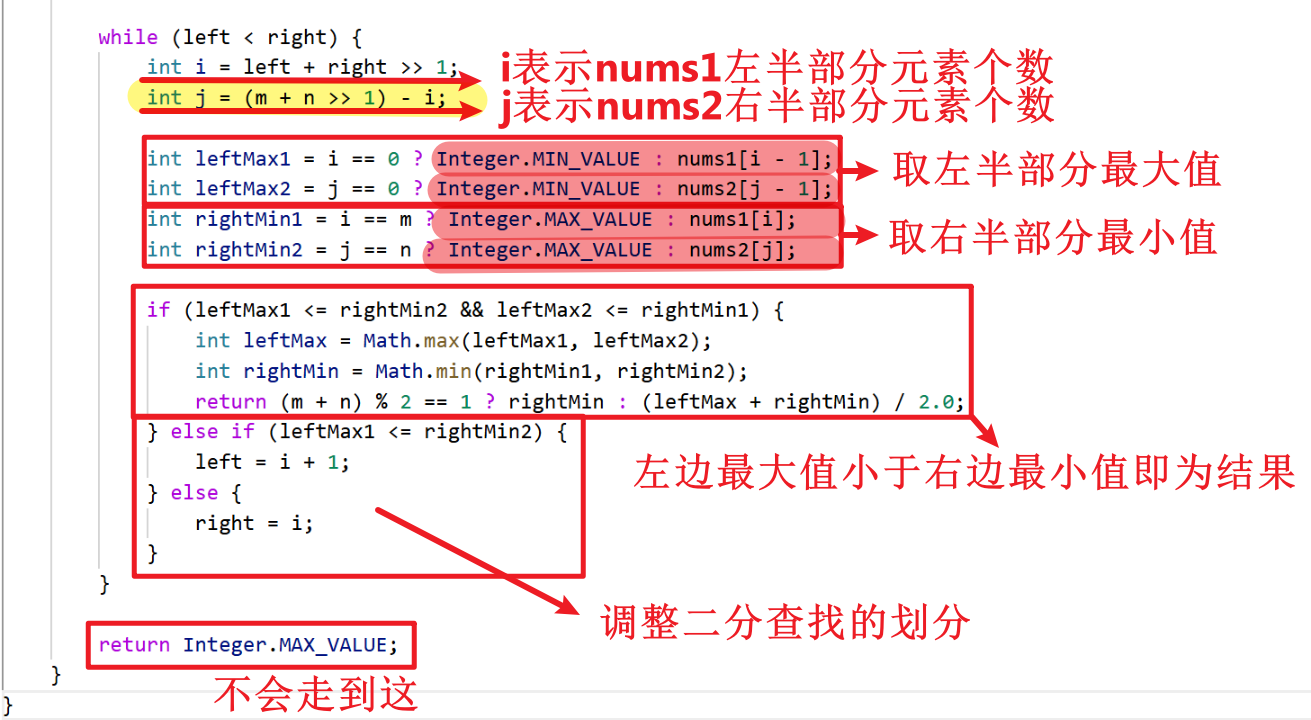 while (left < right) {
int i = left + right >> 1;
i表示nums1左半部分元素个数
int j = (m + n >> 1) - i;
j表示nums2右半部分元素个数
int leftMax1 = i == 0 ? Integer.MIN_VALUE : nums1[i - 1];
int leftMax2 = j == 0 ? Integer.MIN_VALUE : nums2[j - 1];
取左半部分最大值
int rightMin1 = i == m ? Integer.MAX_VALUE : nums1[i];
int rightMin2 = j == n ? Integer.MAX_VALUE : nums2[j];
取右半部分最小值
if (leftMax1 <= rightMin2 && leftMax2 <= rightMin1) {
int leftMax = Math.max(leftMax1, leftMax2);
int rightMin = Math.min(rightMin1, rightMin2);
return (m + n) % 2 == 1 ? rightMin : (leftMax + rightMin) / 2.0;
} else if (leftMax1 <= rightMin2) {
左边最大值小于右边最小值即为结果
left = i + 1;
} else {
right = i;
}
}
调整二分查找的划分
return Integer.MAX_VALUE;
}
不会走到这
}